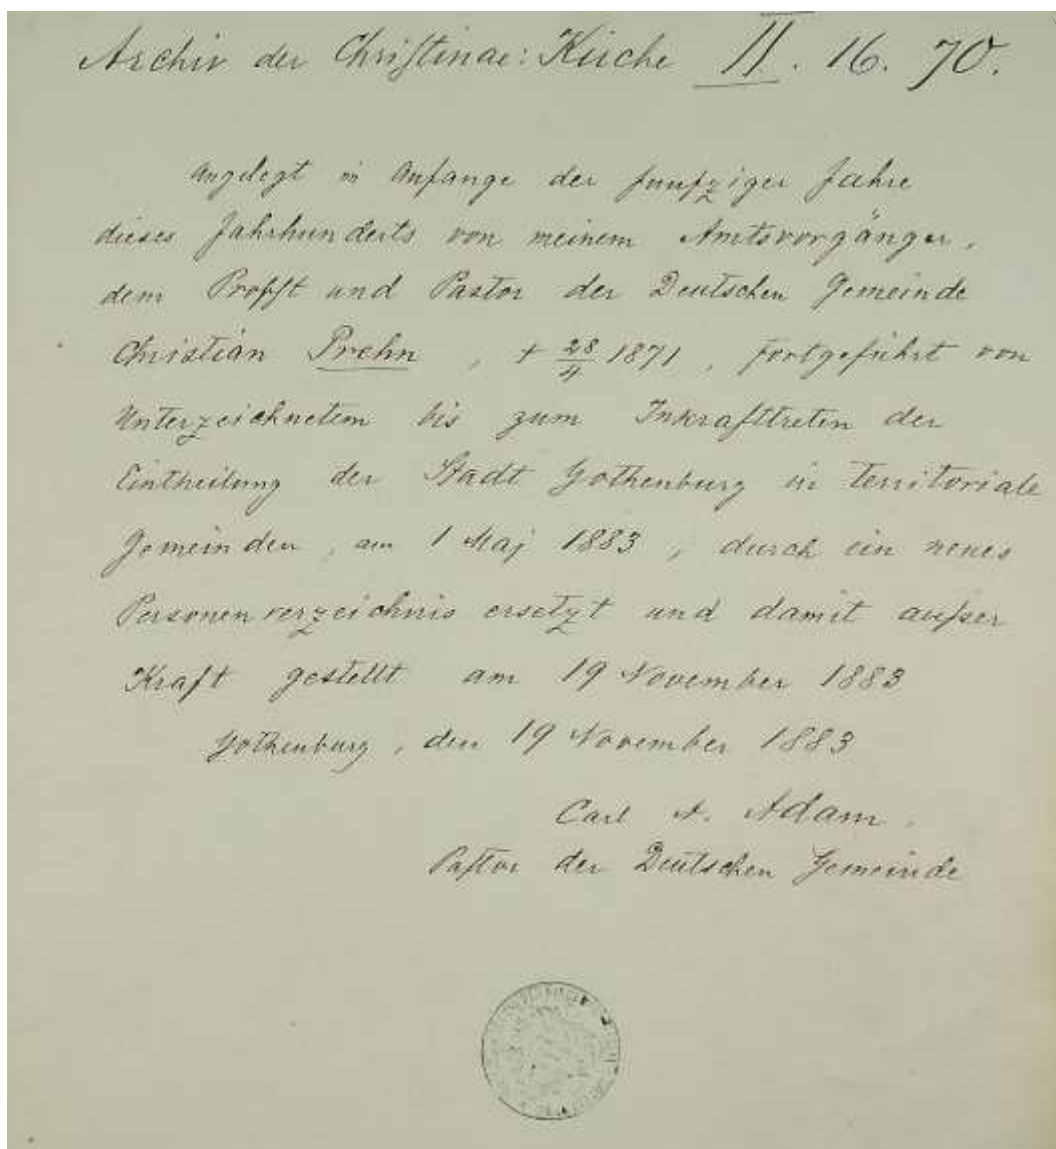 Archiv der Christinae: Kirche II. 16. 70.
Angelegt in Anfange der funfziger Jahre
dieses Jahrhunderts von meinem Amtsvorgänger,
dem Propst und Pastor der Deutschen Gemeinde
Christian Prehn, + 28/4 1871, fortgeführt von
Unterzeichnetem bis zum Inkrafttreten der
Eintheilung der Stadt Gothenburg in territoriale
Gemeinden, am 1 Maj 1883, durch ein neues
Personenverzeichnis ersetzt und damit außer
Kraft gestellt am 19 November 1883
Gothenburg, den 19 November 1883
Carl A. Adam.
Pastor der Deutschen Gemeinde